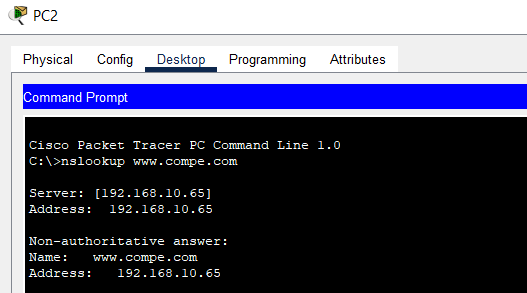 PC2
Physical Config Desktop Programming Attributes
Command Prompt
Cisco Packet Tracer PC Command Line 1.0
C:\>nslookup www.compe.com
Server: [192.168.10.65]
Address:  192.168.10.65
Non-authoritative answer:
Name:   www.compe.com
Address:   192.168.10.65